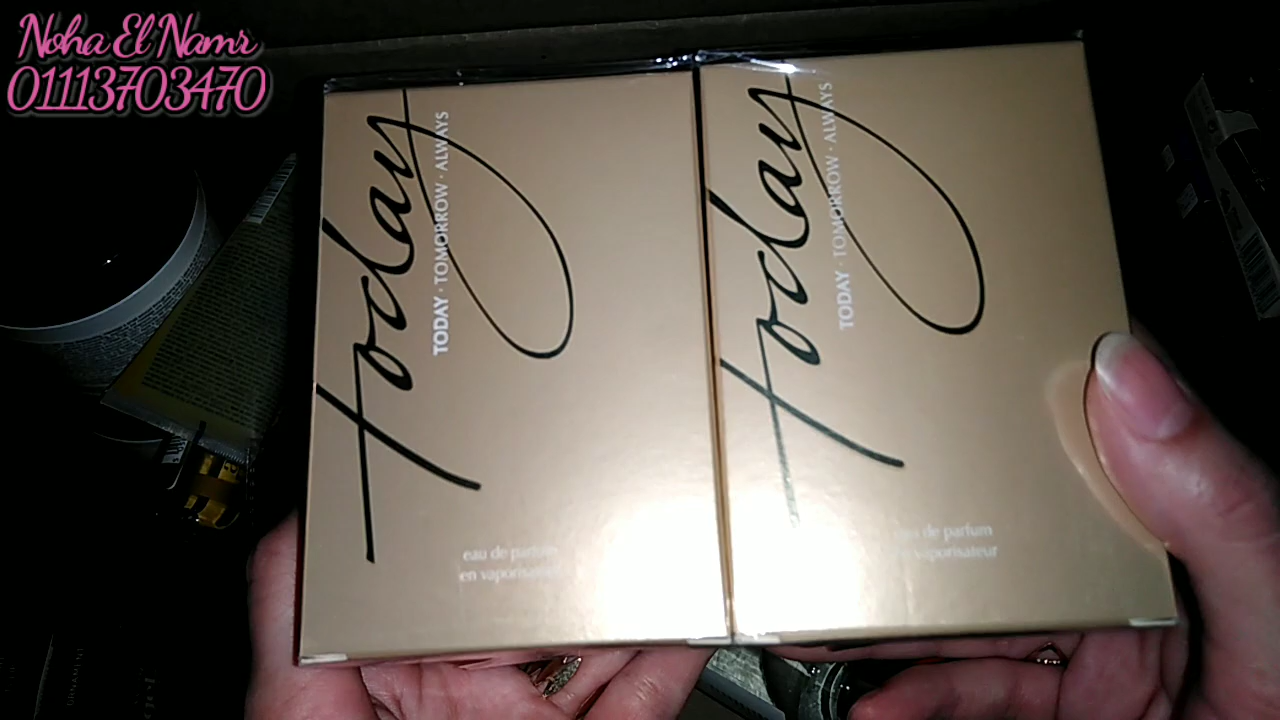 Noha El Namr
01113703470
today
TODAY · TOMORROW · ALWAYS
eau de parfum
en vaporisateur
today
TODAY · TOMORROW · ALWAYS
eau de parfum
en vaporisateur